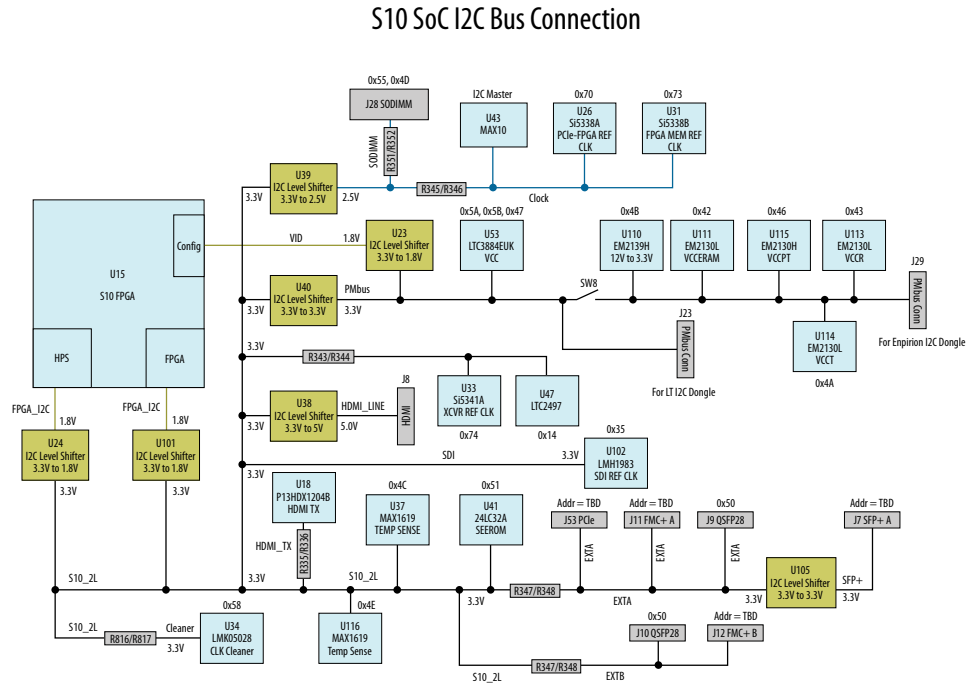 S10 SoC I2C Bus Connection
0x55, 0x4D
J28 SODIMM
SODIMM
R351/R352
I2C Master
U43
MAX10
0x70
U26
Si5338A
PCIe-FPGA REF
CLK
0x73
U31
Si5338B
FPGA MEM REF
CLK
U39
I2C Level Shifter
3.3V to 2.5V
3.3V
2.5V
R345/R346
Clock
U15
S10 FPGA
Config
HPS
FPGA
VID
1.8V
U23
I2C Level Shifter
3.3V to 1.8V
0x5A, 0x5B, 0x47
U53
LTC3884EUK
VCC
0x4B
U110
EM2139H
12V to 3.3V
0x42
U111
EM2130L
VCCERAM
0x46
U115
EM2130H
VCCPT
0x43
U113
EM2130L
VCCR
J29
PMbus Conn
For Enpirion I2C Dongle
U40
I2C Level Shifter
3.3V to 3.3V
3.3V
PMbus
3.3V
SW8
J23
PMbus Conn
For LT I2C Dongle
U114
EM2130L
VCCT
0x4A
3.3V
R343/R344
U33
Si5341A
XCVR REF CLK
0x74
U47
LTC2497
0x14
U38
I2C Level Shifter
3.3V to 5V
3.3V
HDMI_LINE
5.0V
J8
HDMI
FPGA_I2C
1.8V
U24
I2C Level Shifter
3.3V to 1.8V
3.3V
FPGA_I2C
1.8V
U101
I2C Level Shifter
3.3V to 1.8V
3.3V
3.3V
SDI
3.3V
0x35
U102
LMH1983
SDI REF CLK
U18
P13HDX1204B
HDMI TX
HDMI_TX
R335/R336
0x4C
U37
MAX1619
TEMP SENSE
0x51
U41
24LC32A
SEEROM
Addr = TBD
J53 PCIe
EXTA
Addr = TBD
J11 FMC+ A
EXTA
0x50
J9 QSFP28
EXTA
Addr = TBD
J7 SFP+ A
U105
I2C Level Shifter
3.3V to 3.3V
3.3V
SFP+
3.3V
S10_2L
3.3V
S10_2L
3.3V
R347/R348
EXTA
S10_2L
R816/R817
Cleaner
3.3V
0x58
U34
LMK05028
CLK Cleaner
0x4E
U116
MAX1619
Temp Sense
S10_2L
R347/R348
EXTB
0x50
J10 QSFP28
Addr = TBD
J12 FMC+ B